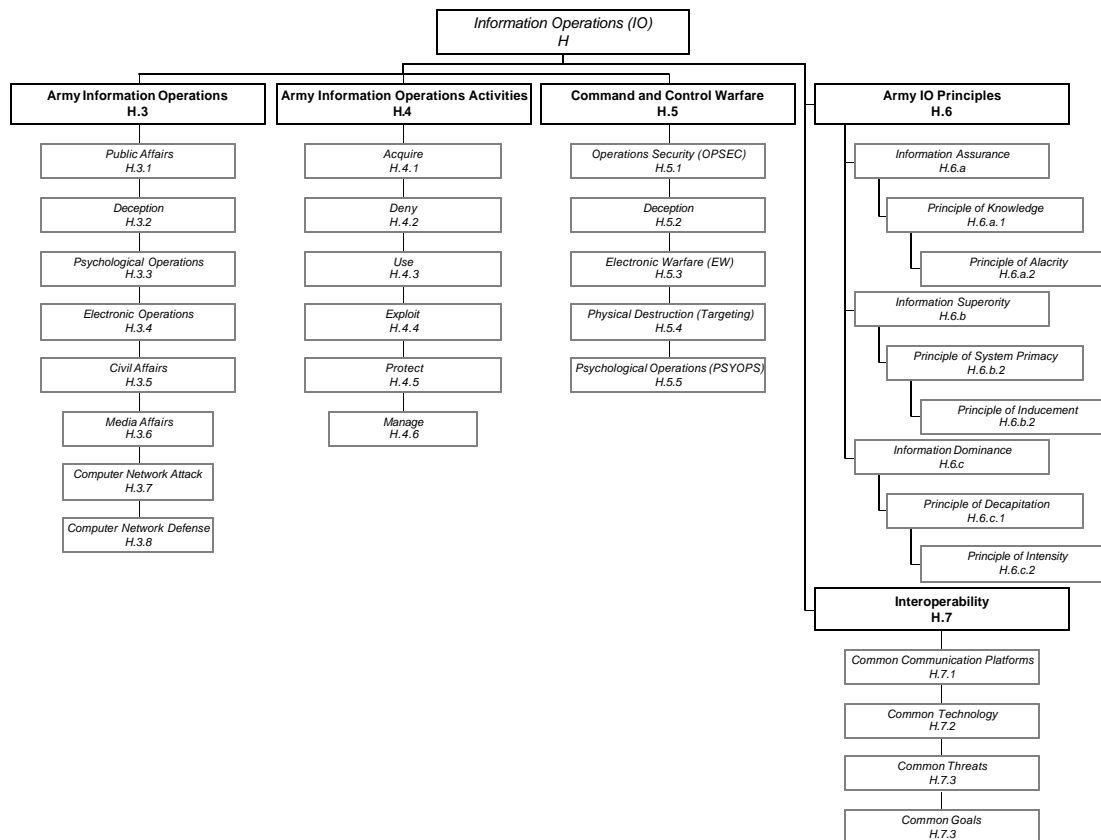 Information Operations (IO)
H
Army Information Operations
H.3
Public Affairs
H.3.1
Deception
H.3.2
Psychological Operations
H.3.3
Electronic Operations
H.3.4
Civil Affairs
H.3.5
Media Affairs
H.3.6
Computer Network Attack
H.3.7
Computer Network Defense
H.3.8
Army Information Operations Activities
H.4
Acquire
H.4.1
Deny
H.4.2
Use
H.4.3
Exploit
H.4.4
Protect
H.4.5
Manage
H.4.6
Command and Control Warfare
H.5
Operations Security (OPSEC)
H.5.1
Deception
H.5.2
Electronic Warfare (EW)
H.5.3
Physical Destruction (Targeting)
H.5.4
Psychological Operations (PSYOPS)
H.5.5
Army IO Principles
H.6
Information Assurance
H.6.a
Principle of Knowledge
H.6.a.1
Principle of Alacrity
H.6.a.2
Information Superority
H.6.b
Principle of System Primacy
H.6.b.2
Principle of Inducement
H.6.b.2
Information Dominance
H.6.c
Principle of Decapitation
H.6.c.1
Principle of Intensity
H.6.c.2
Interoperability
H.7
Common Communication Platforms
H.7.1
Common Technology
H.7.2
Common Threats
H.7.3
Common Goals
H.7.3